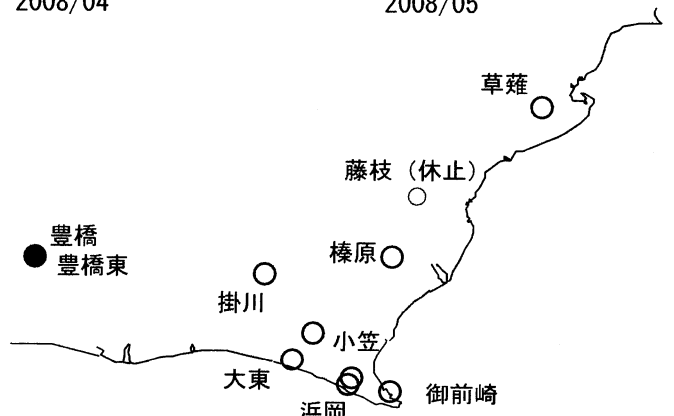 2008/04
2008/05
草薙
藤枝（休止）
豊橋
豊橋東
榛原
掛川
小笠
大東
御前崎
浜岡